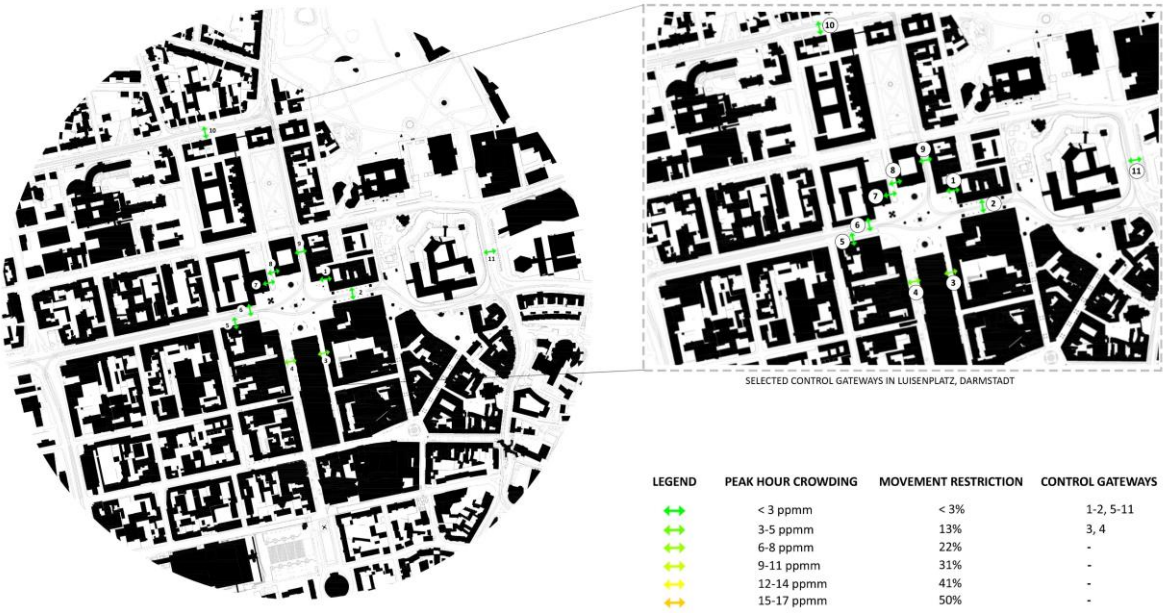 10
9
8
7
1
2
6
5
11
4
3
10
9
8
1
7
2
6
5
11
4
3
SELECTED CONTROL GATEWAYS IN LUISENPLATZ, DARMSTADT
LEGEND PEAK HOUR CROWDING MOVEMENT RESTRICTION CONTROL GATEWAYS
< 3 ppmm < 3% 1-2, 5-11
3-5 ppmm 13% 3, 4
6-8 ppmm 22% -
9-11 ppmm 31% -
12-14 ppmm 41% -
15-17 ppmm 50% -